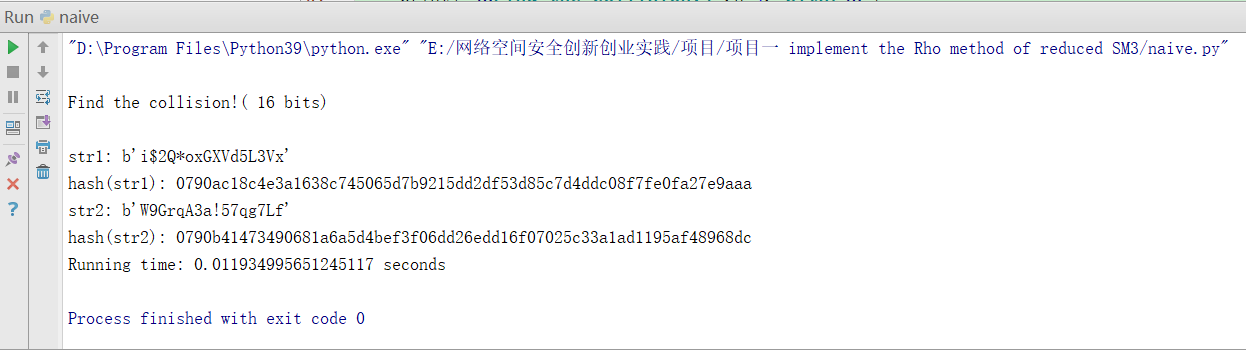 Run naive
"D:\Program Files\Python39\python.exe" "E:/网络空间安全创新创业实践/项目/项目一 implement the Rho method of reduced SM3/naive.py"
Find the collision!( 16 bits)
str1: b'i$2Q*oxGXVd5L3Vx'
hash(str1): 0790ac18c4e3a1638c745065d7b9215dd2df53d85c7d4ddc08f7fe0fa27e9aaa
str2: b'W9GrqA3a!57qg7Lf'
hash(str2): 0790b41473490681a6a5d4bef3f06dd26edd16f07025c33a1ad1195af48968dc
Running time: 0.011934995651245117 seconds
Process finished with exit code 0